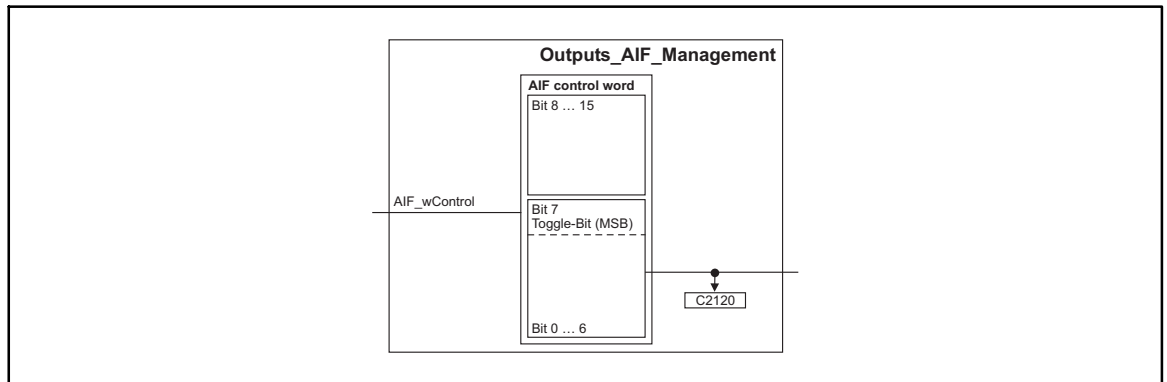 Outputs_AIF_Management
AIF control word
Bit 8 … 15
AIF_wControl
Bit 7
Toggle-Bit (MSB)
C2120
Bit 0 … 6